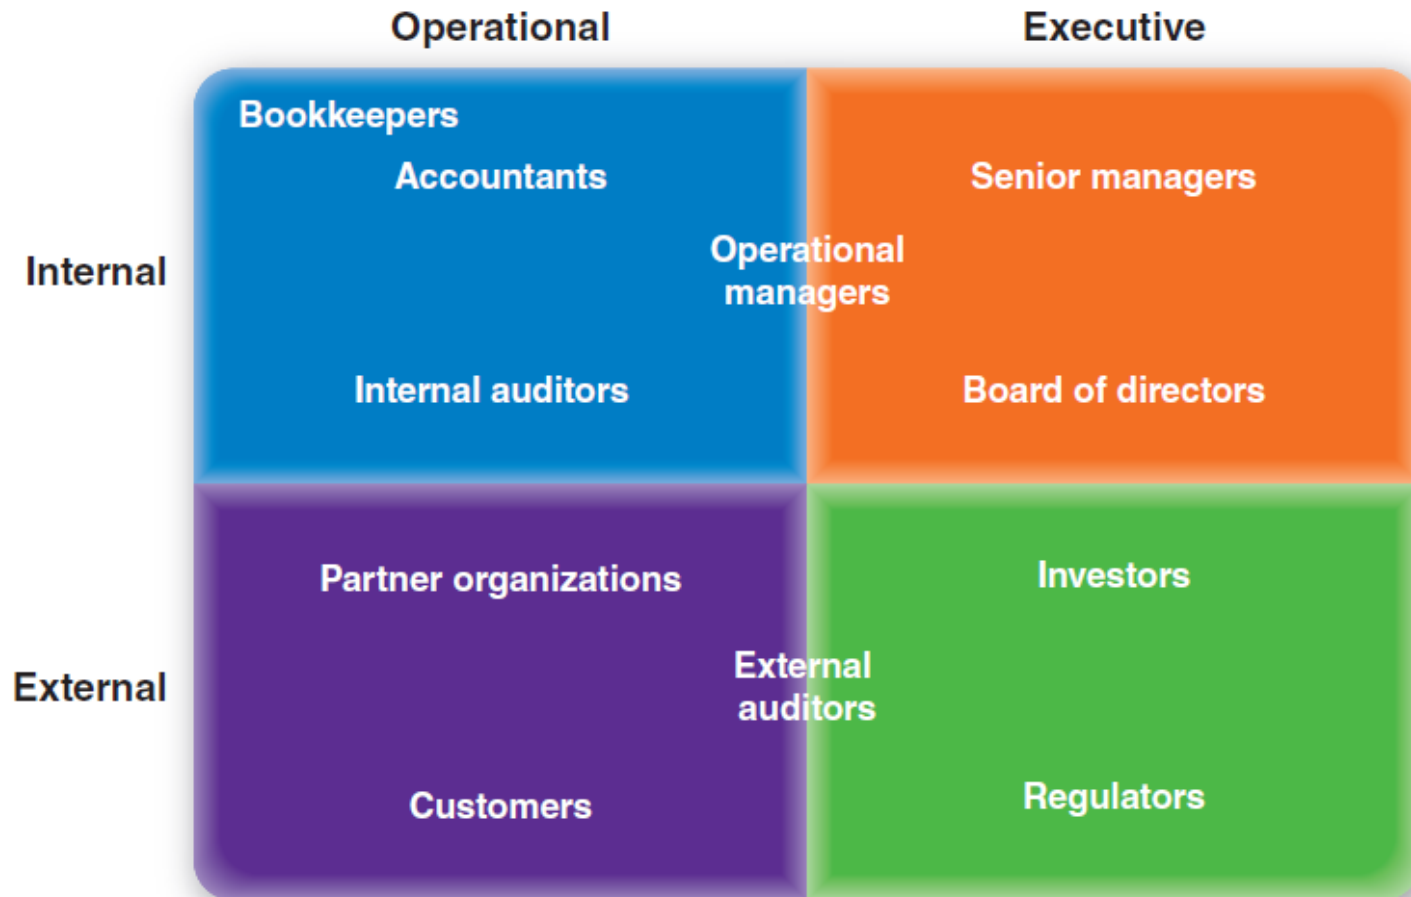 Operational
Executive
Bookkeepers
Accountants
Senior managers
Internal
Operational
managers
Internal auditors
Board of directors
Partner organizations
Investors
External
External
auditors
Customers
Regulators